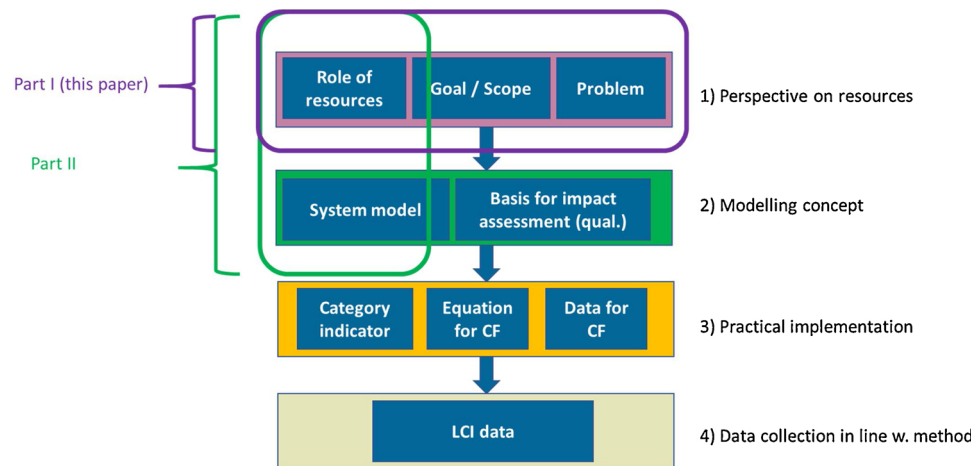 Part I (this paper)
Part II
Role of
resources
Goal / Scope
Problem
1) Perspective on resources
System model
Basis for impact
assessment (qual.)
2) Modelling concept
Category
indicator
Equation
for CF
Data for
CF
3) Practical implementation
LCI data
4) Data collection in line w. method